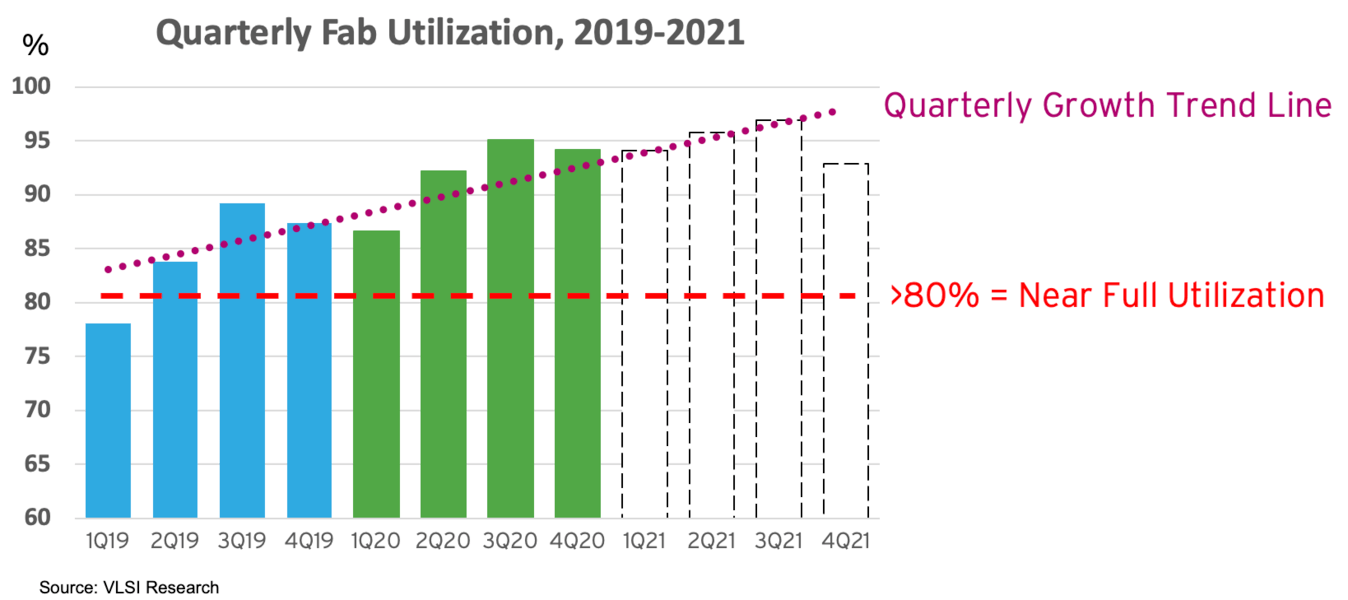 Quarterly Fab Utilization, 2019-2021
%
100
95
90
85
80
75
70
65
60
Quarterly Growth Trend Line
>80% = Near Full Utilization
1Q19 2Q19 3Q19 4Q19 1Q20 2Q20 3Q20 4Q20 1Q21 2Q21 3Q21 4Q21
Source: VLSI Research